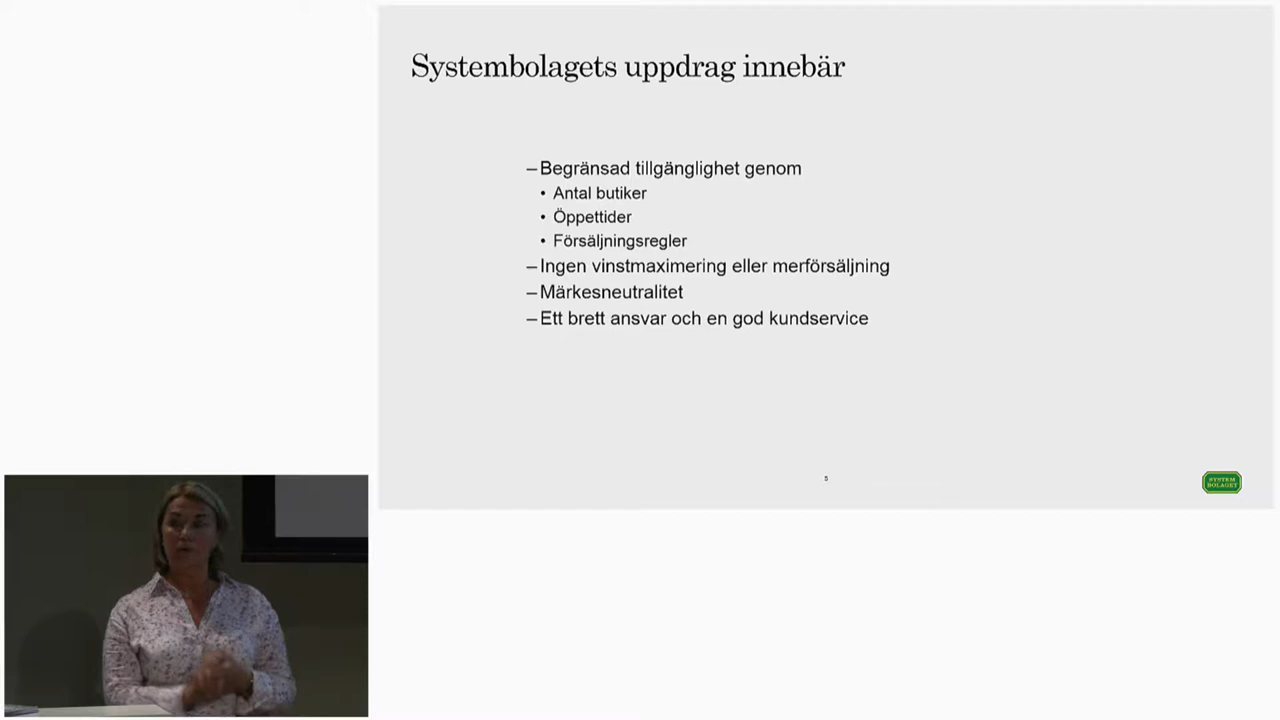 Systembolagets uppdrag innebär
– Begränsad tillgänglighet genom
• Antal butiker
• Öppettider
• Försäljningsregler
– Ingen vinstmaximering eller merförsäljning
– Märkesneutralitet
– Ett brett ansvar och en god kundservice
5
SYSTEM
BOLAGET